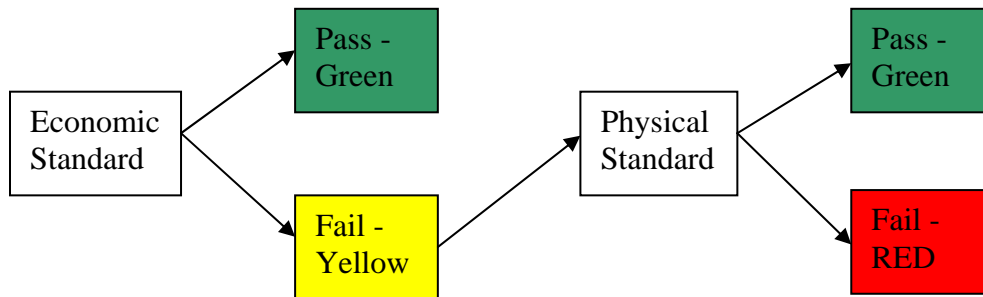 Economic
Standard
Pass -
Green
Fail -
Yellow
Physical
Standard
Pass -
Green
Fail -
RED